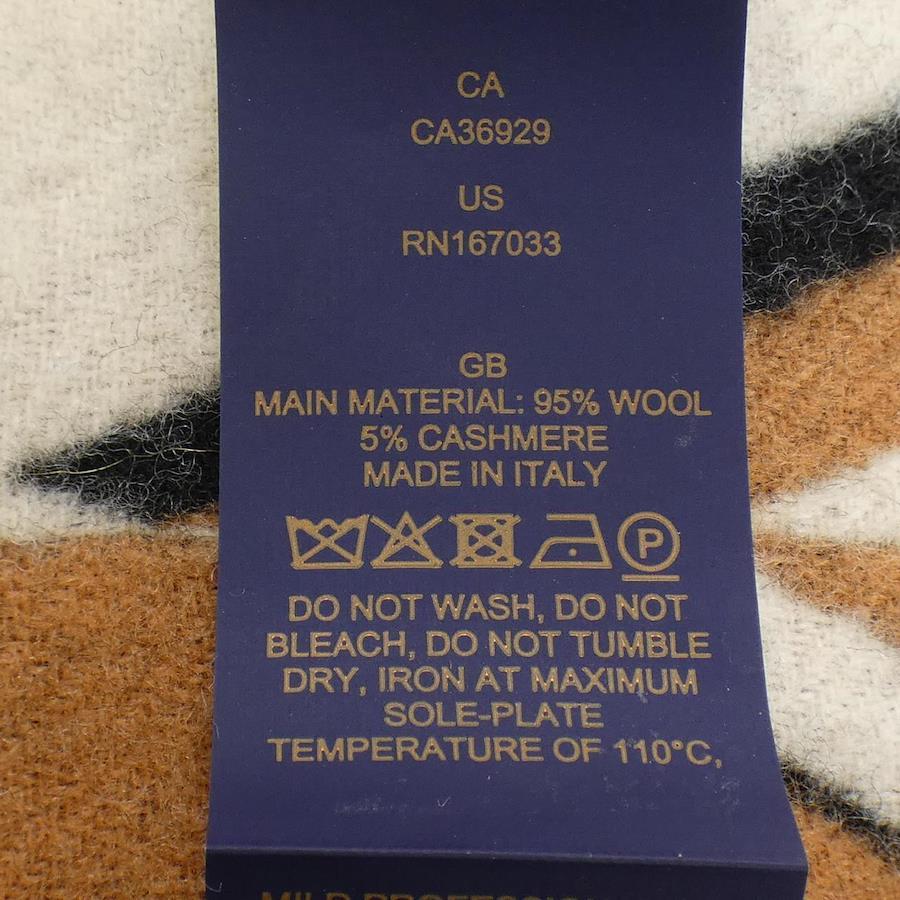 CA
CA36929
US
RN167033
GB
MAIN MATERIAL: 95% WOOL
5% CASHMERE
MADE IN ITALY
P
DO NOT WASH, DO NOT
BLEACH, DO NOT TUMBLE
DRY, IRON AT MAXIMUM
SOLE-PLATE
TEMPERATURE OF 110°C,
MILD